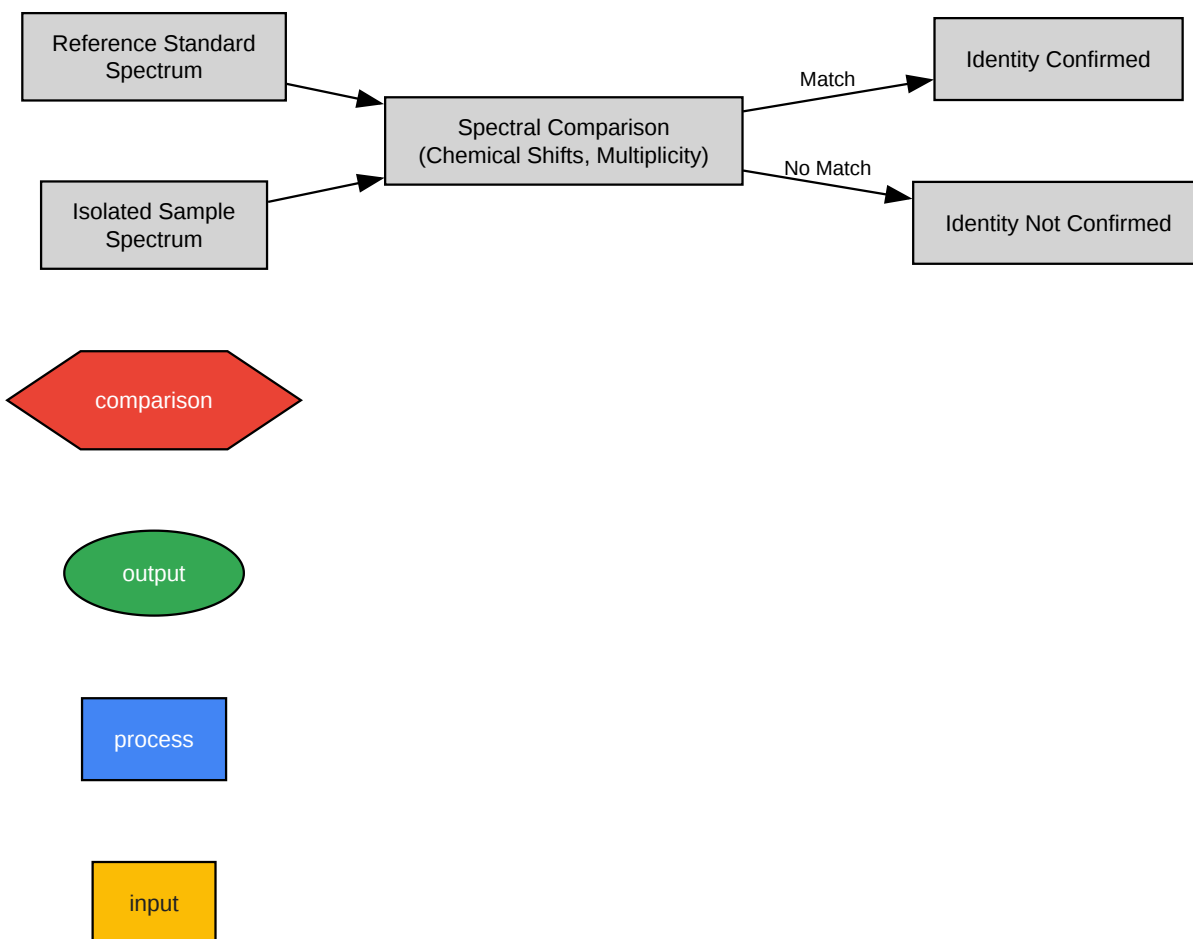 Reference Standard
Spectrum
Isolated Sample
Spectrum
Spectral Comparison
(Chemical Shifts, Multiplicity)
Match
No Match
Identity Confirmed
Identity Not Confirmed
comparison
output
process
input